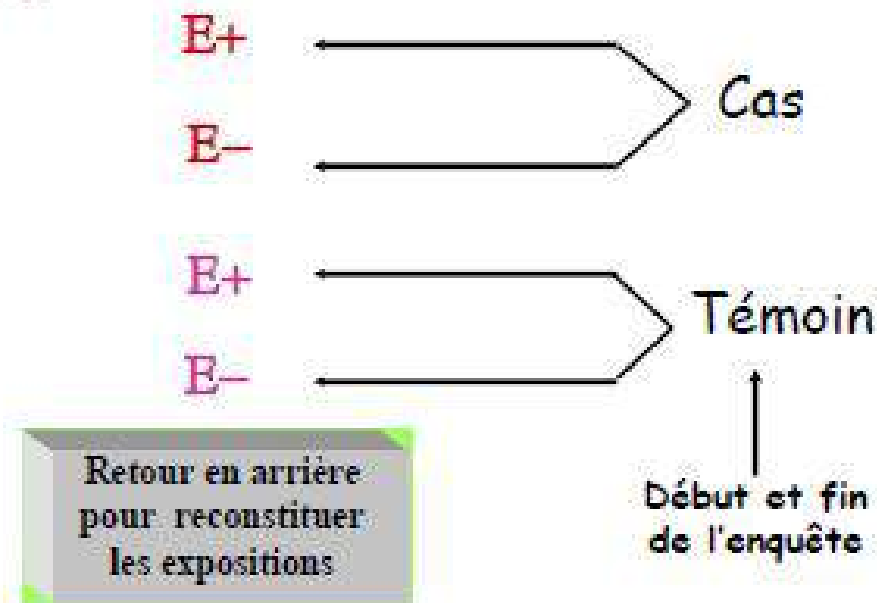 E+
Cas
E-
E+
Témoin
E-
Retour en arrière
pour reconstituer
les expositions
Début et fin
de l'enquête